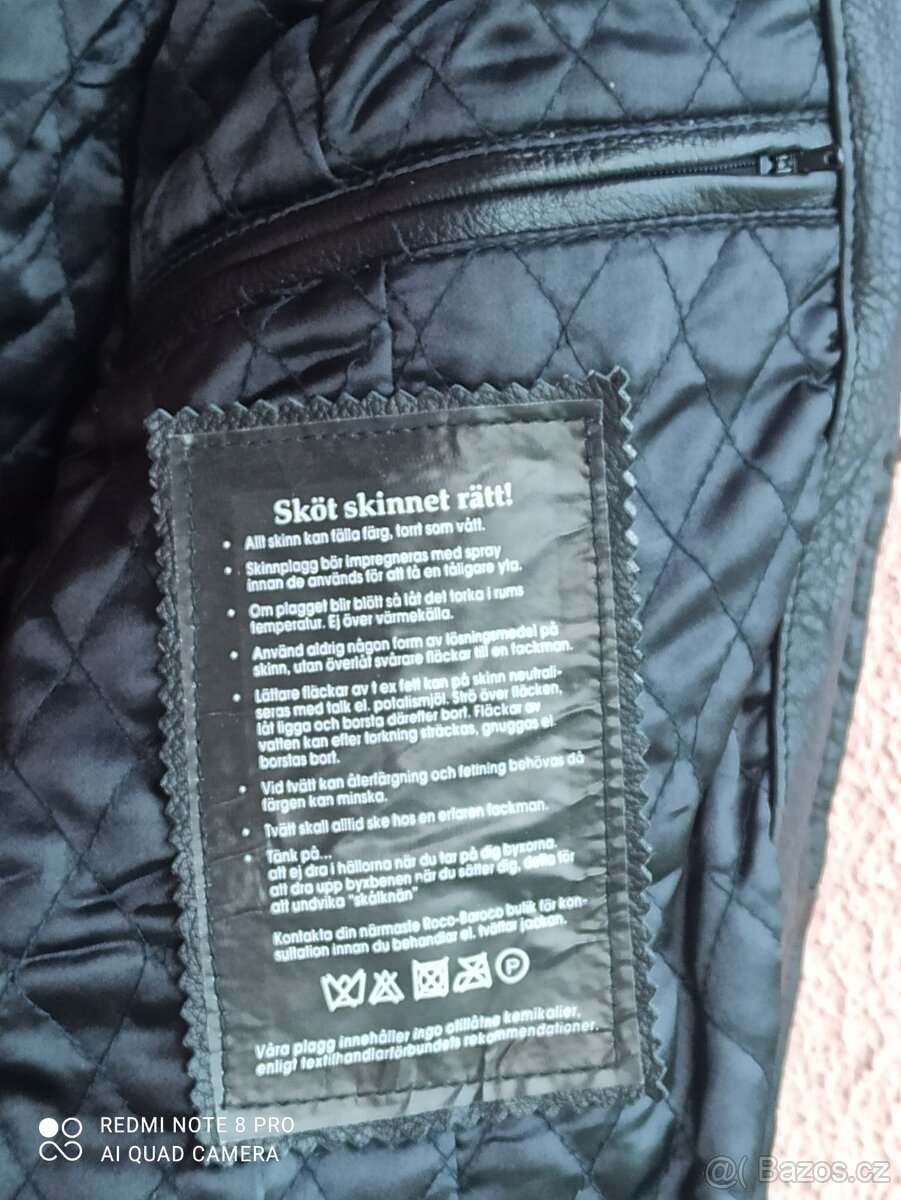 Sköt skinnet rätt!
• Allt skinn kan fälla färg, torrt som vått.
• Skinnplagg bör impregneras med spray
innan de används för att få en tåligare yta.
• Om plagget blir blött så låt det torka i rums
temperatur. Ej över värmekälla.
• Använd aldrig någon form av lösningsmedel på
skinn, utan överlåt svårare fläckar till en fackman.
• Lättare fläckar av t ex fett kan på skinn neutrali-
seras med talk el. potatismjöl. Strö över fläcken,
låt ligga och borsta därefter bort. Fläckar av
vatten kan efter torkning sträckas, gnuggas el.
borstas bort.
• Vid tvätt kan återfärgning och fettning behövas då
färgen kan minska.
• Tvätt skall alltid ske hos en erfaren fackman.
• Tänk på...
att ej dra i hällorna när du tar på dig byxorna.
att dra upp byxbenen när du sätter dig, detta för
att undvika "skålknän"
Kontakta din närmaste Roco-Baroco butik för kon-
sultation innan du behandlar el. tvättar jackan.
P
Våra plagg innehåller inga otillåtna kemikalier,
enligt textilhandlarförbundets rekommendationer.
REDMI NOTE 8 PRO
AI QUAD CAMERA
Bazos.cz